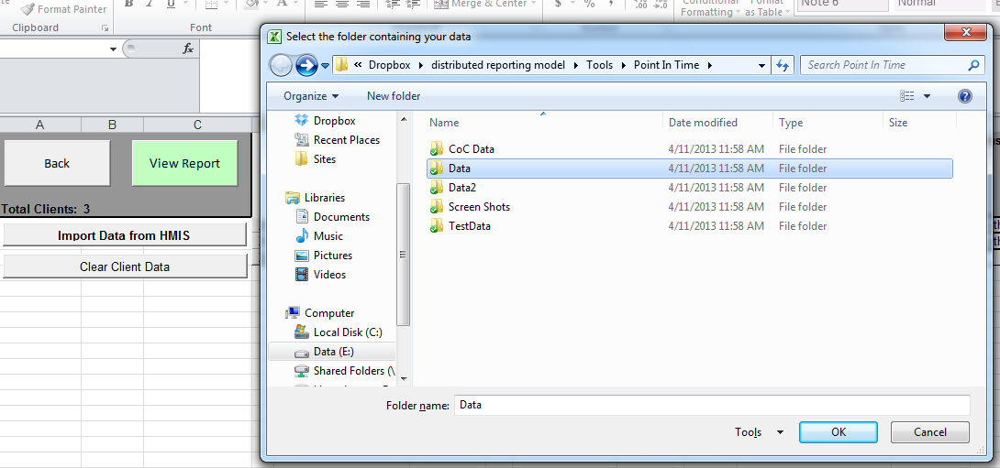 Format Painter
B I U
Merge & Center
$ % ,
Conditional
Formatting
Format
as Table
Note 6
Normal
Clipboard
Font
fx
A B C
Back
View Report
Total Clients: 3
Import Data from HMIS
Clear Client Data
Select the folder containing your data
« Dropbox distributed reporting model Tools Point In Time
Search Point In Time
Organize New folder
Dropbox
Recent Places
Sites
Libraries
Documents
Music
Pictures
Videos
Computer
Local Disk (C:)
Data (E:)
Shared Folders (\
Name Date modified Type Size
CoC Data 4/11/2013 11:58 AM File folder
Data 4/11/2013 11:58 AM File folder
Data2 4/11/2013 11:58 AM File folder
Screen Shots 4/11/2013 11:58 AM File folder
TestData 4/11/2013 11:58 AM File folder
Folder name: Data
Tools OK Cancel